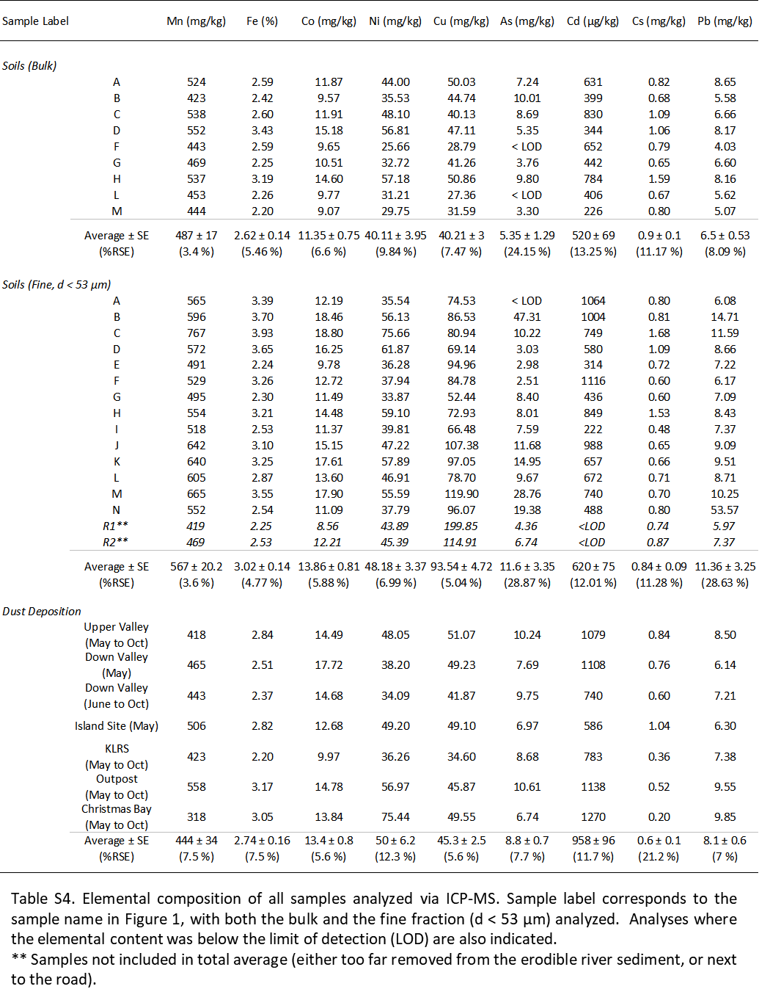 Sample Label Mn (mg/kg) Fe (%) Co (mg/kg) Ni (mg/kg) Cu (mg/kg) As (mg/kg) Cd (µg/kg) Cs (mg/kg) Pb (mg/kg)
Soils (Bulk)
A 524 2.59 11.87 44.00 50.03 7.24 631 0.82 8.65
B 423 2.42 9.57 35.53 44.74 10.01 399 0.68 5.58
C 538 2.60 11.91 48.10 40.13 8.69 830 1.09 6.66
D 552 3.43 15.18 56.81 47.11 5.35 344 1.06 8.17
F 443 2.59 9.65 25.66 28.79 < LOD 652 0.79 4.03
G 469 2.25 10.51 32.72 41.26 3.76 442 0.65 6.60
H 537 3.19 14.60 57.18 50.86 9.80 784 1.59 8.16
L 453 2.26 9.77 31.21 27.36 < LOD 406 0.67 5.62
M 444 2.20 9.07 29.75 31.59 3.30 226 0.80 5.07
Average ± SE 487 ± 17 2.62 ± 0.14 11.35 ± 0.75 40.11 ± 3.95 40.21 ± 3 5.35 ± 1.29 520 ± 69 0.9 ± 0.1 6.5 ± 0.53
(%RSE) (3.4 %) (5.46 %) (6.6 %) (9.84 %) (7.47 %) (24.15 %) (13.25 %) (11.17 %) (8.09 %)
Soils (Fine, d < 53 µm)
A 565 3.39 12.19 35.54 74.53 < LOD 1064 0.80 6.08
B 596 3.70 18.46 56.13 86.53 47.31 1004 0.81 14.71
C 767 3.93 18.80 75.66 80.94 10.22 749 1.68 11.59
D 572 3.65 16.25 61.87 69.14 3.03 580 1.09 8.66
E 491 2.24 9.78 36.28 94.96 2.98 314 0.72 7.22
F 529 3.26 12.72 37.94 84.78 2.51 1116 0.60 6.17
G 495 2.30 11.49 33.87 52.44 8.40 436 0.60 7.09
H 554 3.21 14.48 59.10 72.93 8.01 849 1.53 8.43
I 518 2.53 11.37 39.81 66.48 7.59 222 0.48 7.37
J 642 3.10 15.15 47.22 107.38 11.68 988 0.65 9.09
K 640 3.25 17.61 57.89 97.05 14.95 657 0.66 9.51
L 605 2.87 13.60 46.91 78.70 9.67 672 0.71 8.71
M 665 3.55 17.90 55.59 119.90 28.76 740 0.70 10.25
N 552 2.54 11.09 37.79 96.07 19.38 488 0.80 53.57
R1** 419 2.25 8.56 43.89 199.85 4.36 <LOD 0.74 5.97
R2** 469 2.53 12.21 45.39 114.91 6.74 <LOD 0.87 7.37
Average ± SE 567 ± 20.2 3.02 ± 0.14 13.86 ± 0.81 48.18 ± 3.37 93.54 ± 4.72 11.6 ± 3.35 620 ± 75 0.84 ± 0.09 11.36 ± 3.25
(%RSE) (3.6 %) (4.77 %) (5.88 %) (6.99 %) (5.04 %) (28.87 %) (12.01 %) (11.28 %) (28.63 %)
Dust Deposition
Upper Valley
(May to Oct) 418 2.84 14.49 48.05 51.07 10.24 1079 0.84 8.50
Down Valley
(May) 465 2.51 17.72 38.20 49.23 7.69 1108 0.76 6.14
Down Valley
(June to Oct) 443 2.37 14.68 34.09 41.87 9.75 740 0.60 7.21
Island Site (May) 506 2.82 12.68 49.20 49.10 6.97 586 1.04 6.30
KLRS
(May to Oct) 423 2.20 9.97 36.26 34.60 8.68 783 0.36 7.38
Outpost
(May to Oct) 558 3.17 14.78 56.97 45.87 10.61 1138 0.52 9.55
Christmas Bay
(May to Oct) 318 3.05 13.84 75.44 49.55 6.74 1270 0.20 9.85
Average ± SE 444 ± 34 2.74 ± 0.16 13.4 ± 0.8 50 ± 6.2 45.3 ± 2.5 8.8 ± 0.7 958 ± 96 0.6 ± 0.1 8.1 ± 0.6
(%RSE) (7.5 %) (7.5 %) (5.6 %) (12.3 %) (5.6 %) (7.7 %) (11.7 %) (21.2 %) (7 %)
Table S4. Elemental composition of all samples analyzed via ICP-MS. Sample label corresponds to the
sample name in Figure 1, with both the bulk and the fine fraction (d < 53 µm) analyzed. Analyses where
the elemental content was below the limit of detection (LOD) are also indicated.
** Samples not included in total average (either too far removed from the erodible river sediment, or next
to the road).